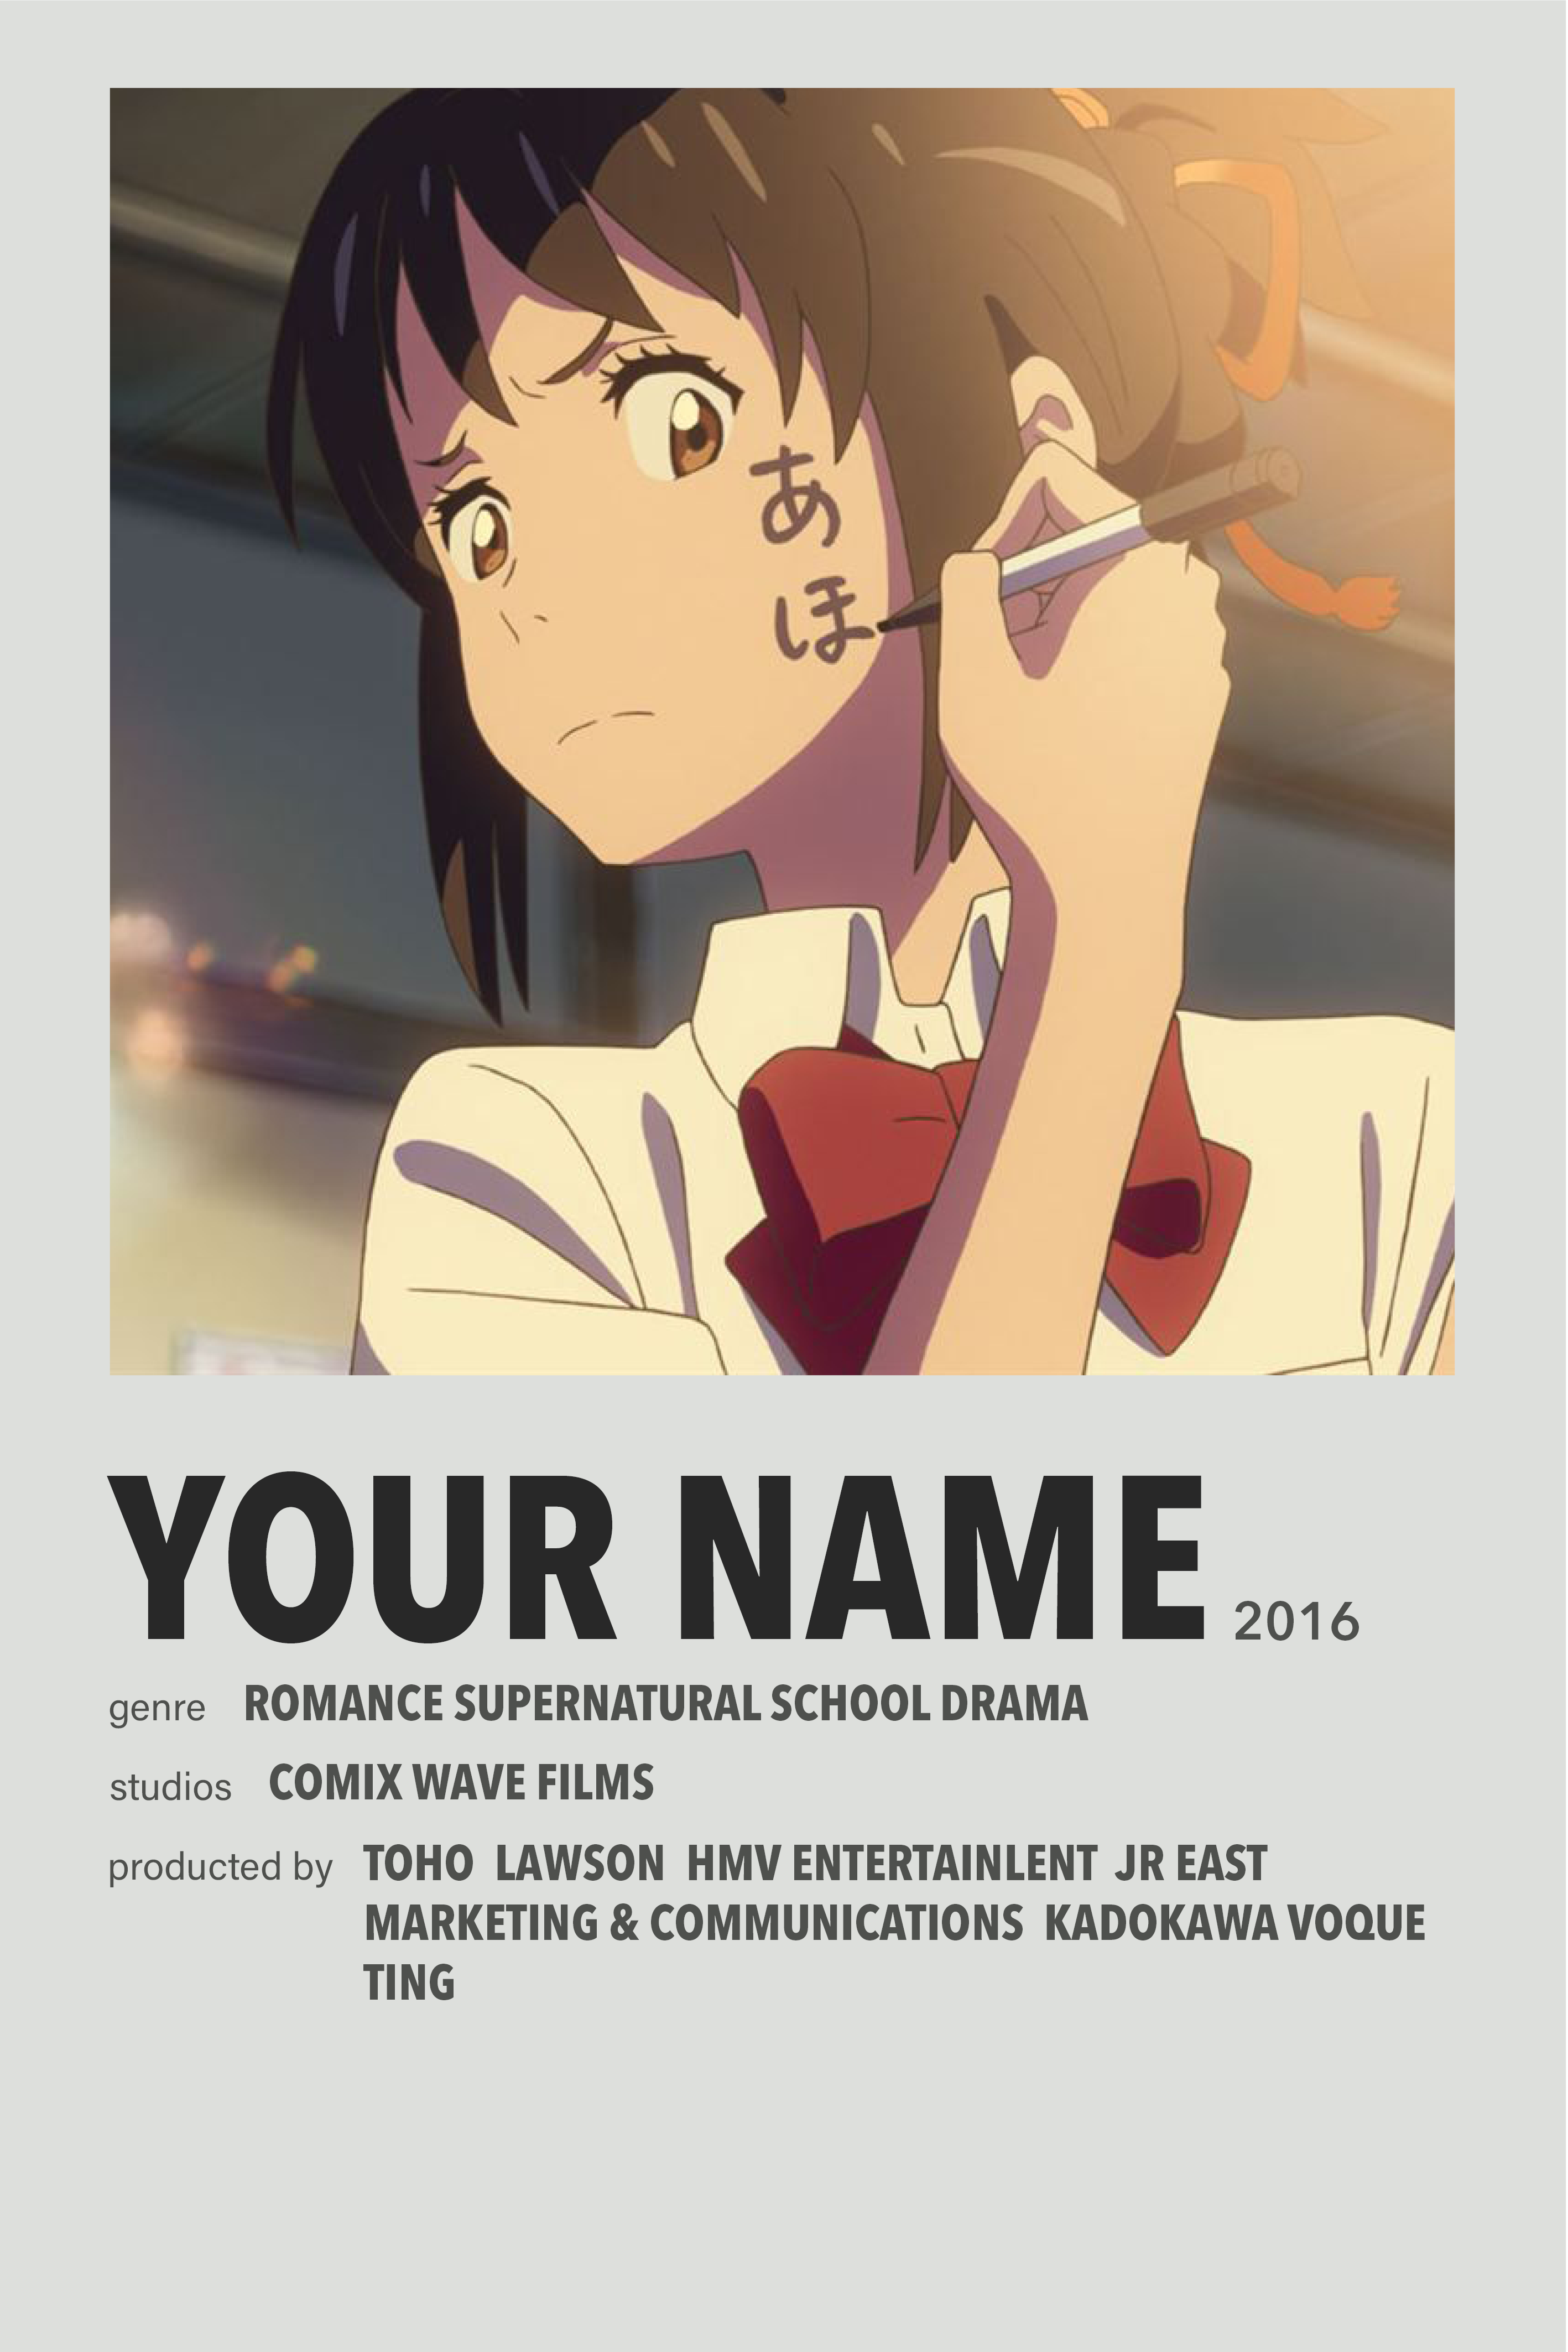 あ
ほ
YOUR NAME 2016
genre ROMANCE SUPERNATURAL SCHOOL DRAMA
studios COMIX WAVE FILMS
producted by TOHO LAWSON HMV ENTERTAINLENT JR EAST
MARKETING & COMMUNICATIONS KADOKAWA VOQUE
TING